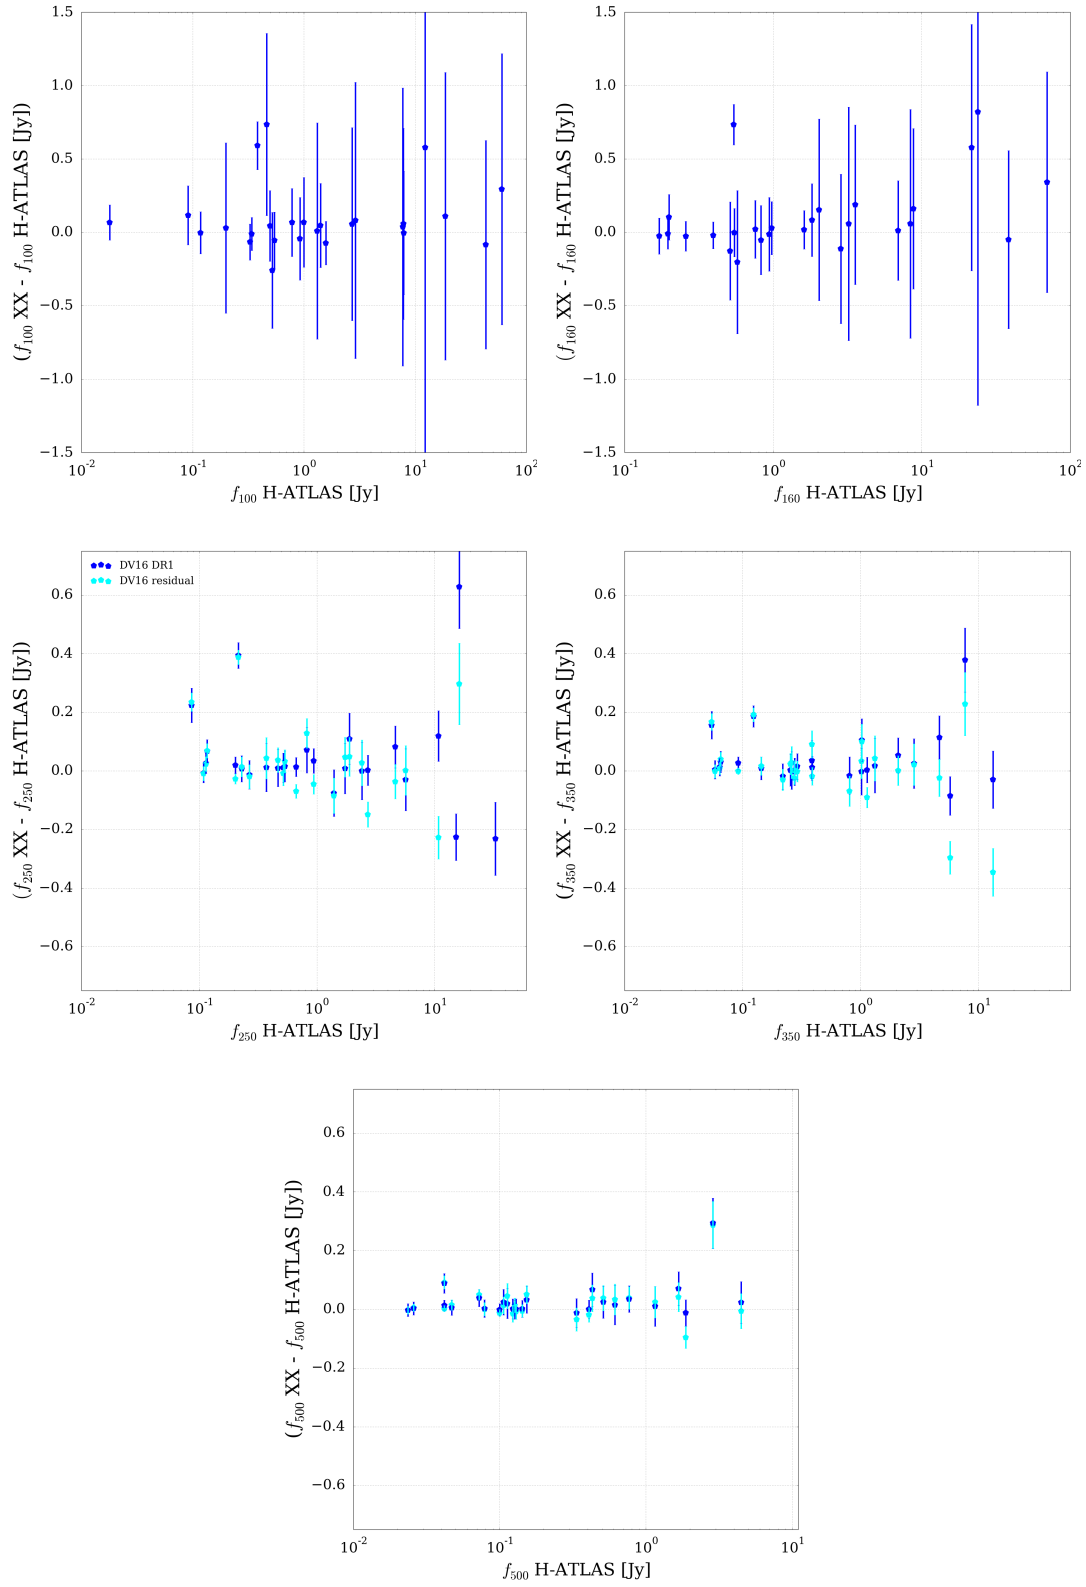 1.5 1.0 0.5 0.0 −0.5 −1.0 −1.5
(f₁₀₀ XX - f₁₀₀ H-ATLAS [Jy])
10⁻² 10⁻¹ 10⁰ 10¹ 10²
f₁₀₀ H-ATLAS [Jy]
1.5 1.0 0.5 0.0 −0.5 −1.0 −1.5
(f₁₆₀ XX - f₁₆₀ H-ATLAS [Jy])
10⁻¹ 10⁰ 10¹ 10²
f₁₆₀ H-ATLAS [Jy]
DV16 DR1
DV16 residual
0.6 0.4 0.2 0.0 −0.2 −0.4 −0.6
(f₂₅₀ XX - f₂₅₀ H-ATLAS [Jy])
10⁻² 10⁻¹ 10⁰ 10¹
f₂₅₀ H-ATLAS [Jy]
0.6 0.4 0.2 0.0 −0.2 −0.4 −0.6
(f₃₅₀ XX - f₃₅₀ H-ATLAS [Jy])
10⁻² 10⁻¹ 10⁰ 10¹
f₃₅₀ H-ATLAS [Jy]
0.6 0.4 0.2 0.0 −0.2 −0.4 −0.6
(f₅₀₀ XX - f₅₀₀ H-ATLAS [Jy])
10⁻² 10⁻¹ 10⁰ 10¹
f₅₀₀ H-ATLAS [Jy]